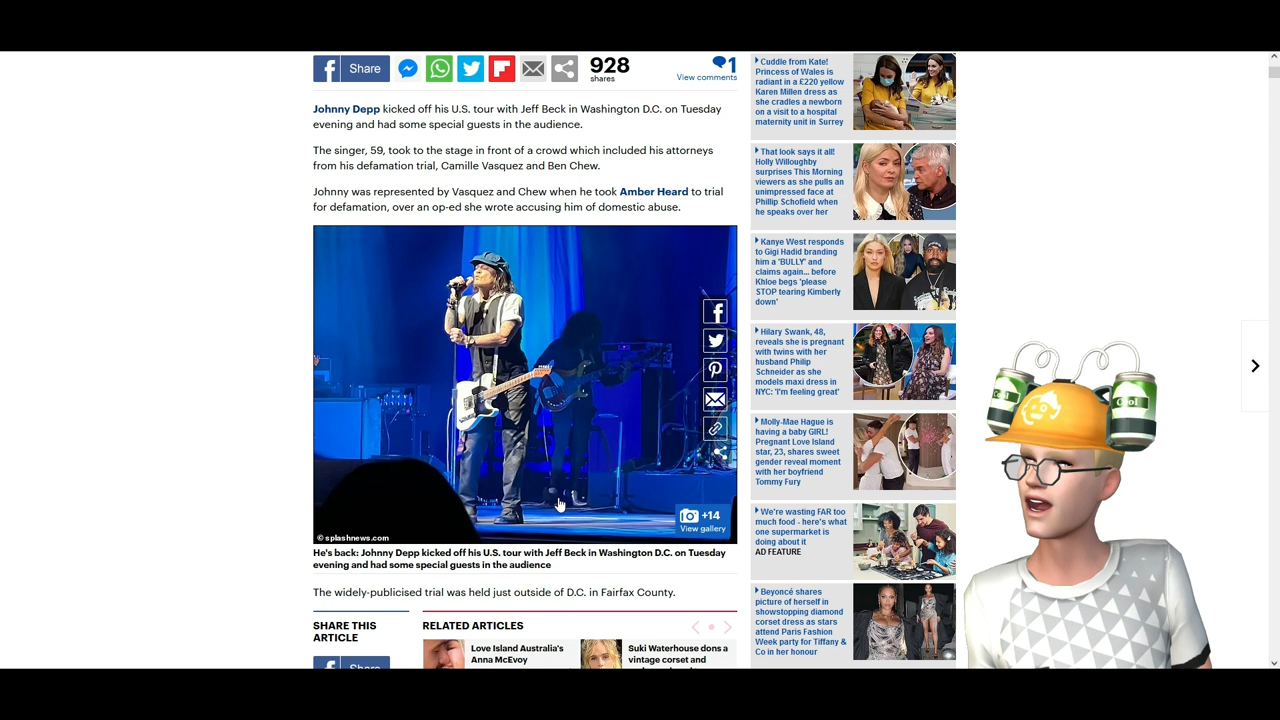 Share
928
shares
1
View comments
Johnny Depp kicked off his U.S. tour with Jeff Beck in Washington D.C. on Tuesday
evening and had some special guests in the audience.
The singer, 59, took to the stage in front of a crowd which included his attorneys
from his defamation trial, Camille Vasquez and Ben Chew.
Johnny was represented by Vasquez and Chew when he took Amber Heard to trial
for defamation, over an op-ed she wrote accusing him of domestic abuse.
+14
View gallery
© splashnews.com
He's back: Johnny Depp kicked off his U.S. tour with Jeff Beck in Washington D.C. on Tuesday
evening and had some special guests in the audience
The widely-publicised trial was held just outside of D.C. in Fairfax County.
SHARE THIS
ARTICLE
Share
RELATED ARTICLES
Love Island Australia's
Anna McEvoy
Suki Waterhouse dons a
vintage corset and
Cuddle from Kate!
Princess of Wales is
radiant in a £220 yellow
Karen Millen dress as
she cradles a newborn
on a visit to a hospital
maternity unit in Surrey
That look says it all!
Holly Willoughby
surprises This Morning
viewers as she pulls an
unimpressed face at
Phillip Schofield when
he speaks over her
Kanye West responds
to Gigi Hadid branding
him a 'BULLY' and
claims again... before
Khloe begs 'please
STOP tearing Kimberly
down'
Hilary Swank, 48,
reveals she is pregnant
with twins with her
husband Philip
Schneider as she
models maxi dress in
NYC: 'I'm feeling great'
Molly-Mae Hague is
having a baby GIRL!
Pregnant Love Island
star, 23, shares sweet
gender reveal moment
with her boyfriend
Tommy Fury
We're wasting FAR too
much food - here's what
one supermarket is
doing about it
AD FEATURE
Beyoncé shares
picture of herself in
showstopping diamond
corset dress as stars
attend Paris Fashion
Week party for Tiffany &
Co in her honour
Cool